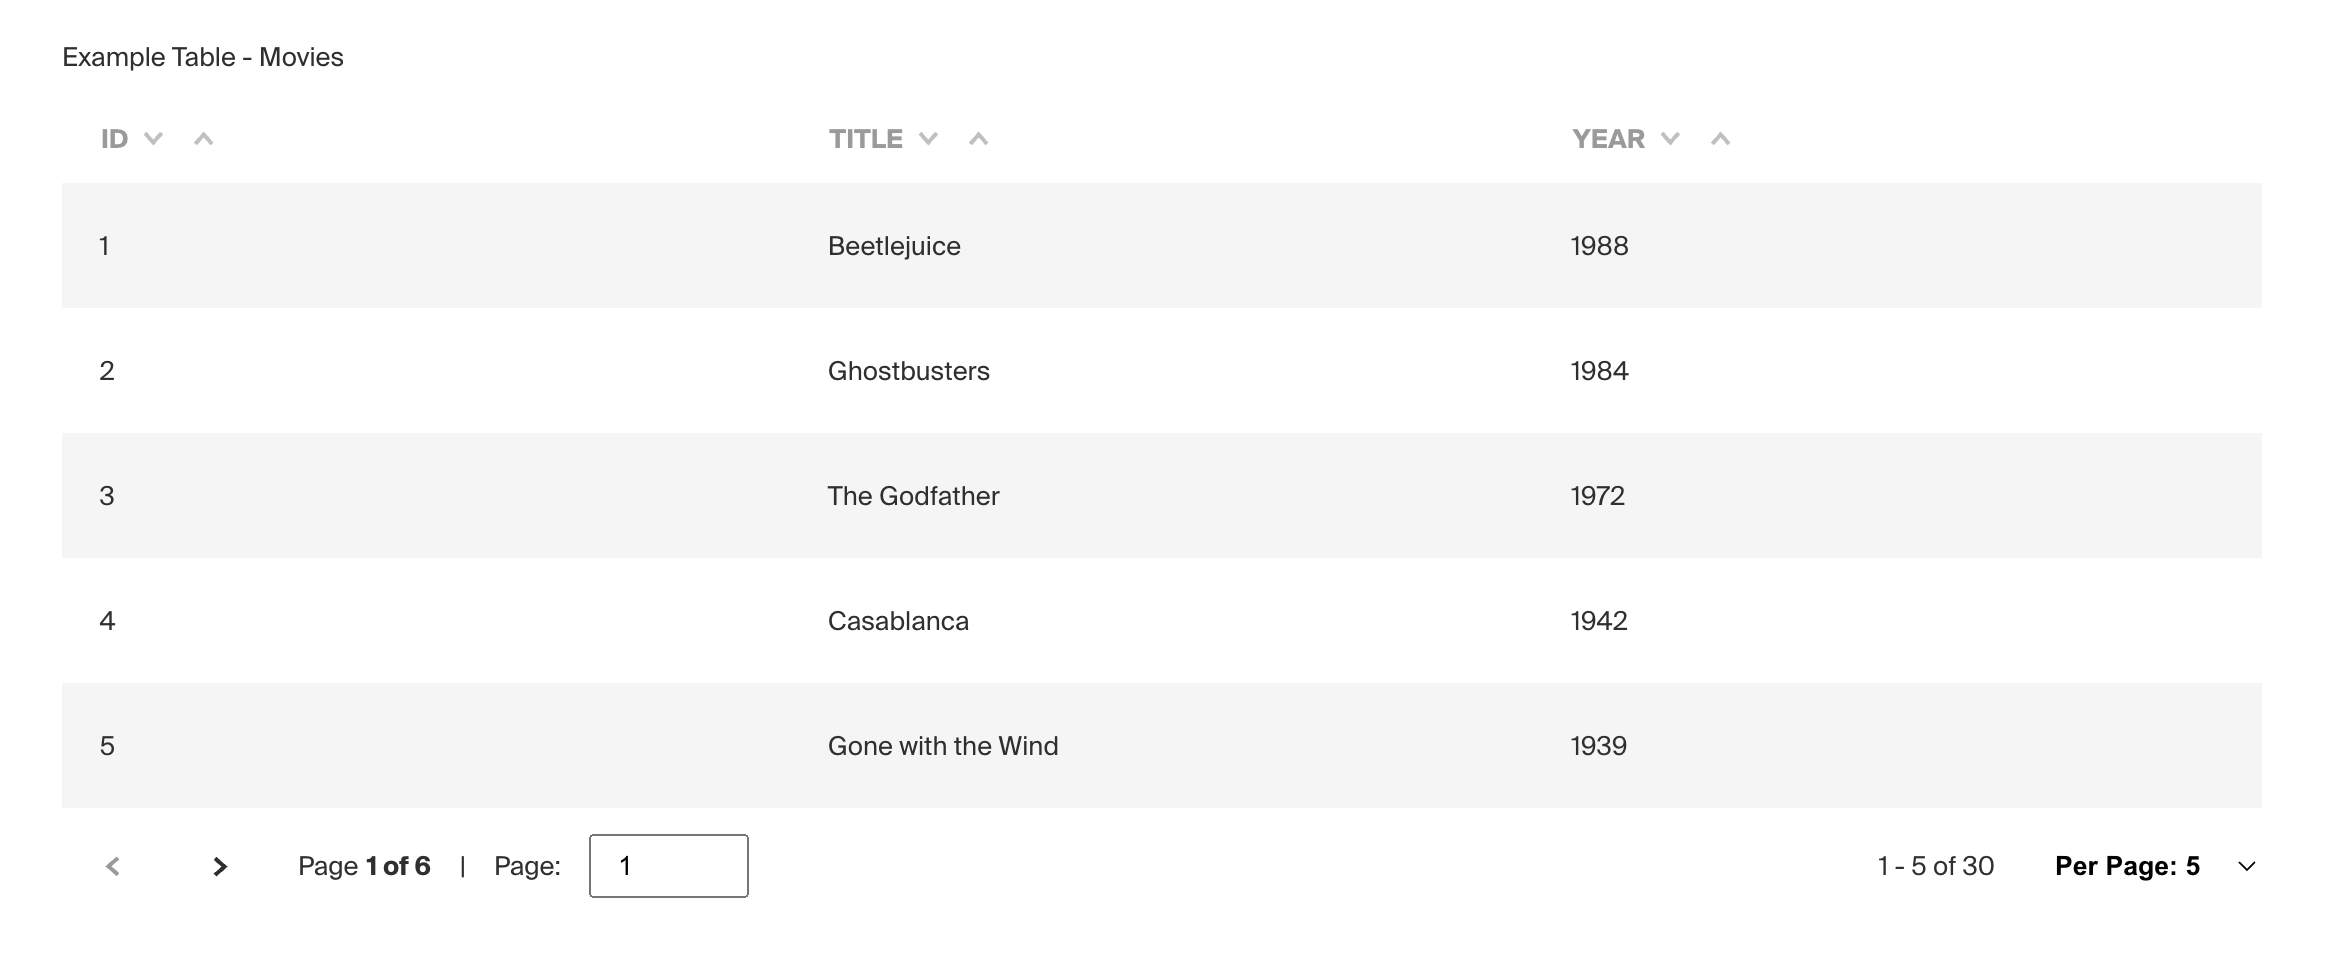 Example Table - Movies
ID TITLE YEAR
1 Beetlejuice 1988
2 Ghostbusters 1984
3 The Godfather 1972
4 Casablanca 1942
5 Gone with the Wind 1939
Page 1 of 6 | Page: 1 1 - 5 of 30 Per Page: 5